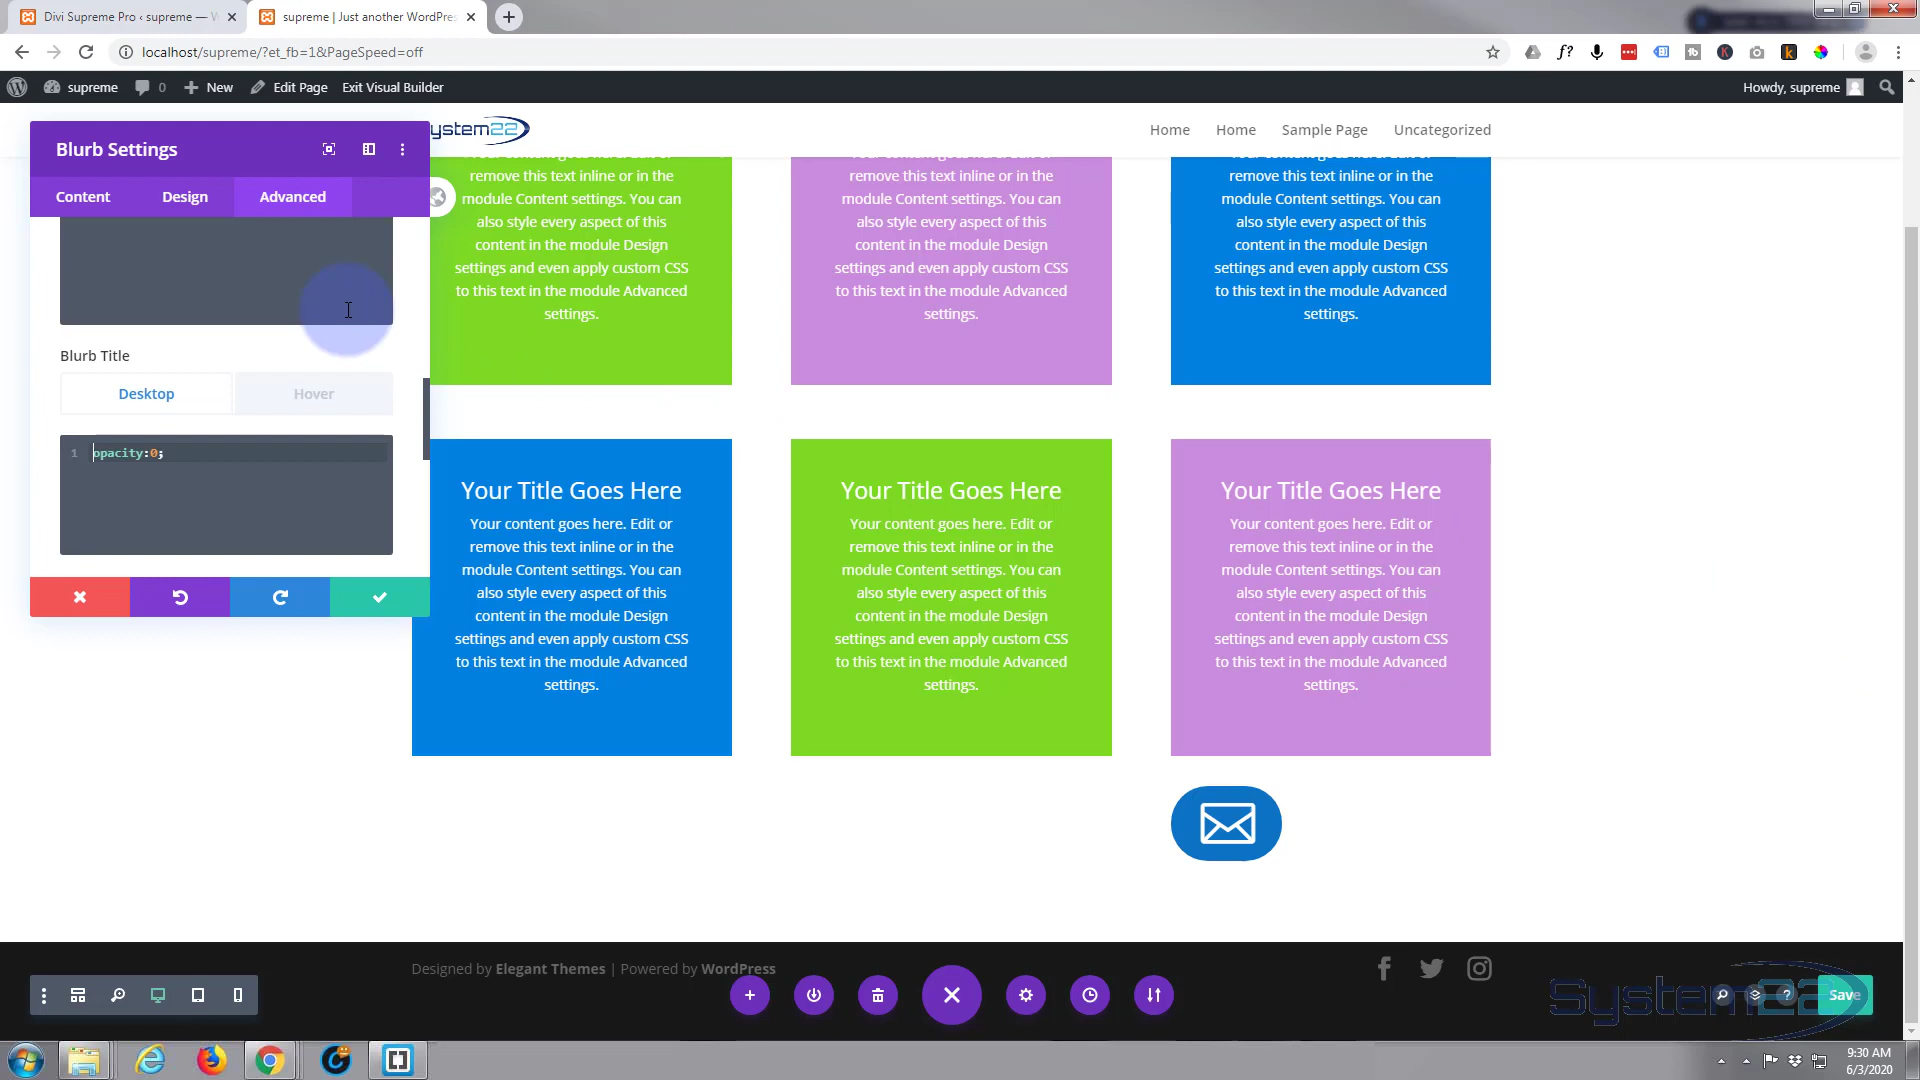 Divi Supreme Pro ‹ supreme — W
supreme | Just another WordPres
localhost/supreme/?et_fb=1&PageSpeed=off
supreme
0
New
Edit Page
Exit Visual Builder
Howdy, supreme
ystem22
Home
Home
Sample Page
Uncategorized
Blurb Settings
Content
Design
Advanced
Blurb Title
Desktop
Hover
1
opacity:0;
remove this text inline or in the
module Content settings. You can
also style every aspect of this
content in the module Design
settings and even apply custom CSS
to this text in the module Advanced
settings.
remove this text inline or in the
module Content settings. You can
also style every aspect of this
content in the module Design
settings and even apply custom CSS
to this text in the module Advanced
settings.
remove this text inline or in the
module Content settings. You can
also style every aspect of this
content in the module Design
settings and even apply custom CSS
to this text in the module Advanced
settings.
Your Title Goes Here
Your content goes here. Edit or
remove this text inline or in the
module Content settings. You can
also style every aspect of this
content in the module Design
settings and even apply custom CSS
to this text in the module Advanced
settings.
Your Title Goes Here
Your content goes here. Edit or
remove this text inline or in the
module Content settings. You can
also style every aspect of this
content in the module Design
settings and even apply custom CSS
to this text in the module Advanced
settings.
Your Title Goes Here
Your content goes here. Edit or
remove this text inline or in the
module Content settings. You can
also style every aspect of this
content in the module Design
settings and even apply custom CSS
to this text in the module Advanced
settings.
Designed by Elegant Themes | Powered by WordPress
System22
Save
9:30 AM
6/3/2020